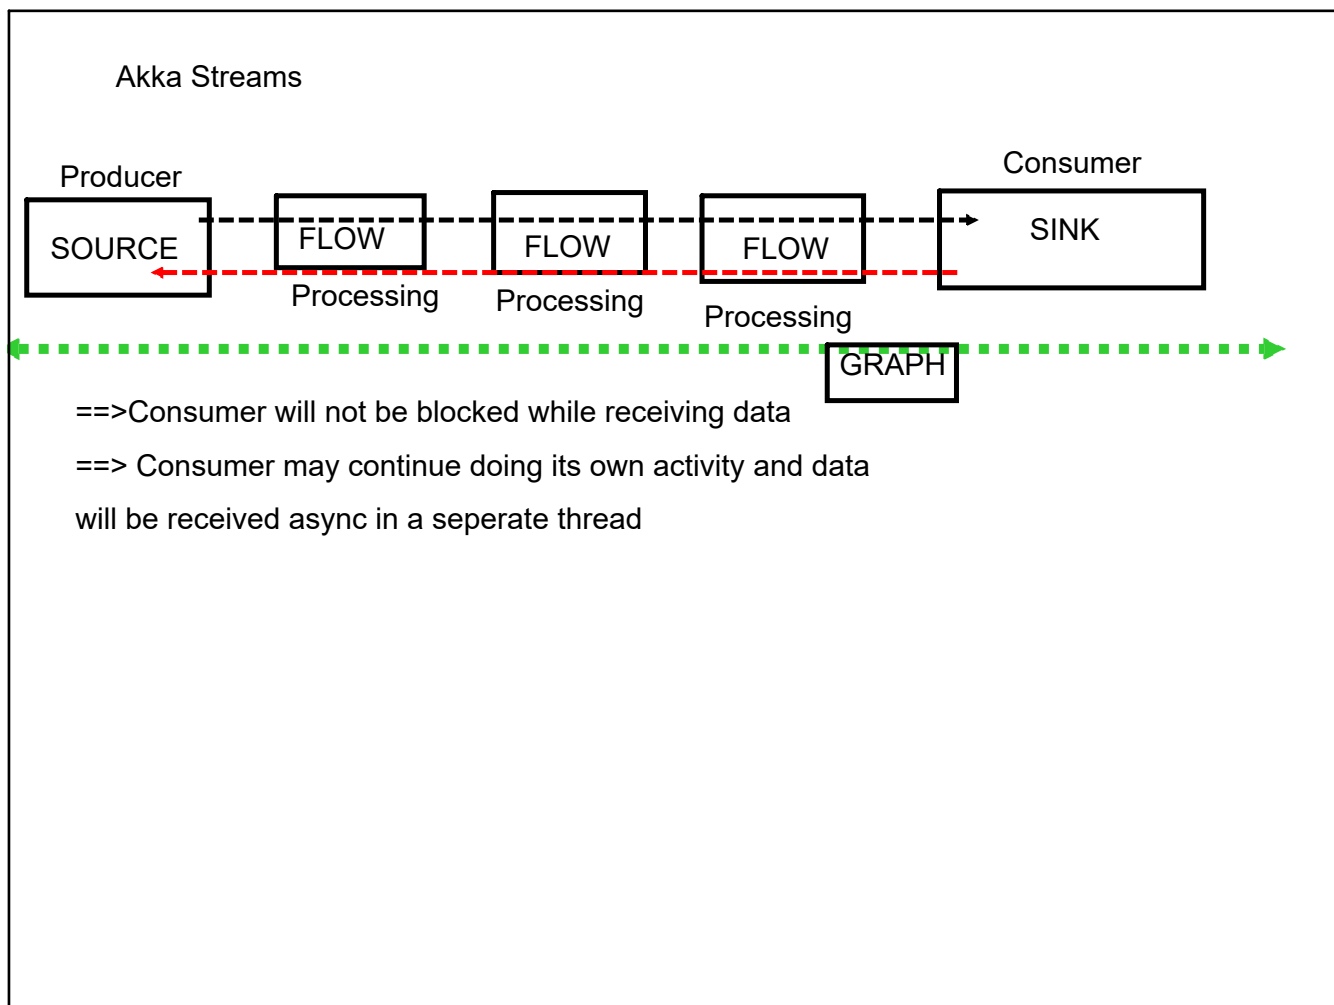 Akka Streams
Producer
Consumer
SOURCE
FLOW
FLOW
FLOW
SINK
Processing
Processing
Processing
GRAPH
==>Consumer will not be blocked while receiving data
==> Consumer may continue doing its own activity and data
will be received async in a seperate thread